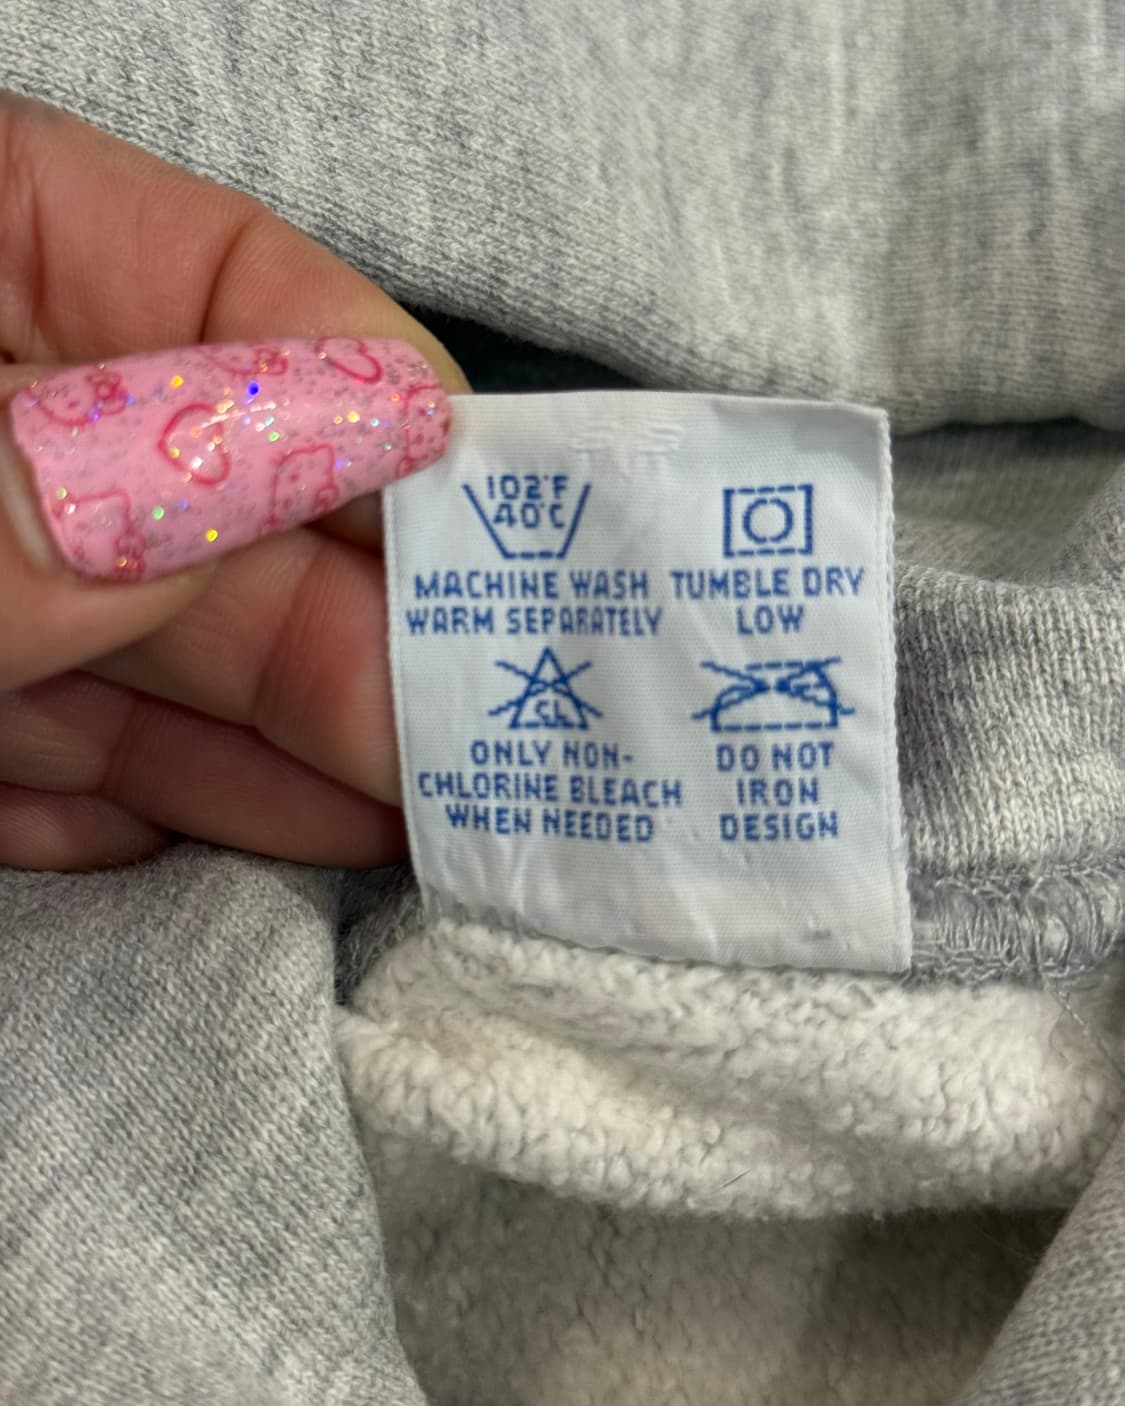 102°F
40°C
MACHINE WASH
WARM SEPARATELY
TUMBLE DRY
LOW
CL
ONLY NON-
CHLORINE BLEACH
WHEN NEEDED
DO NOT
IRON
DESIGN